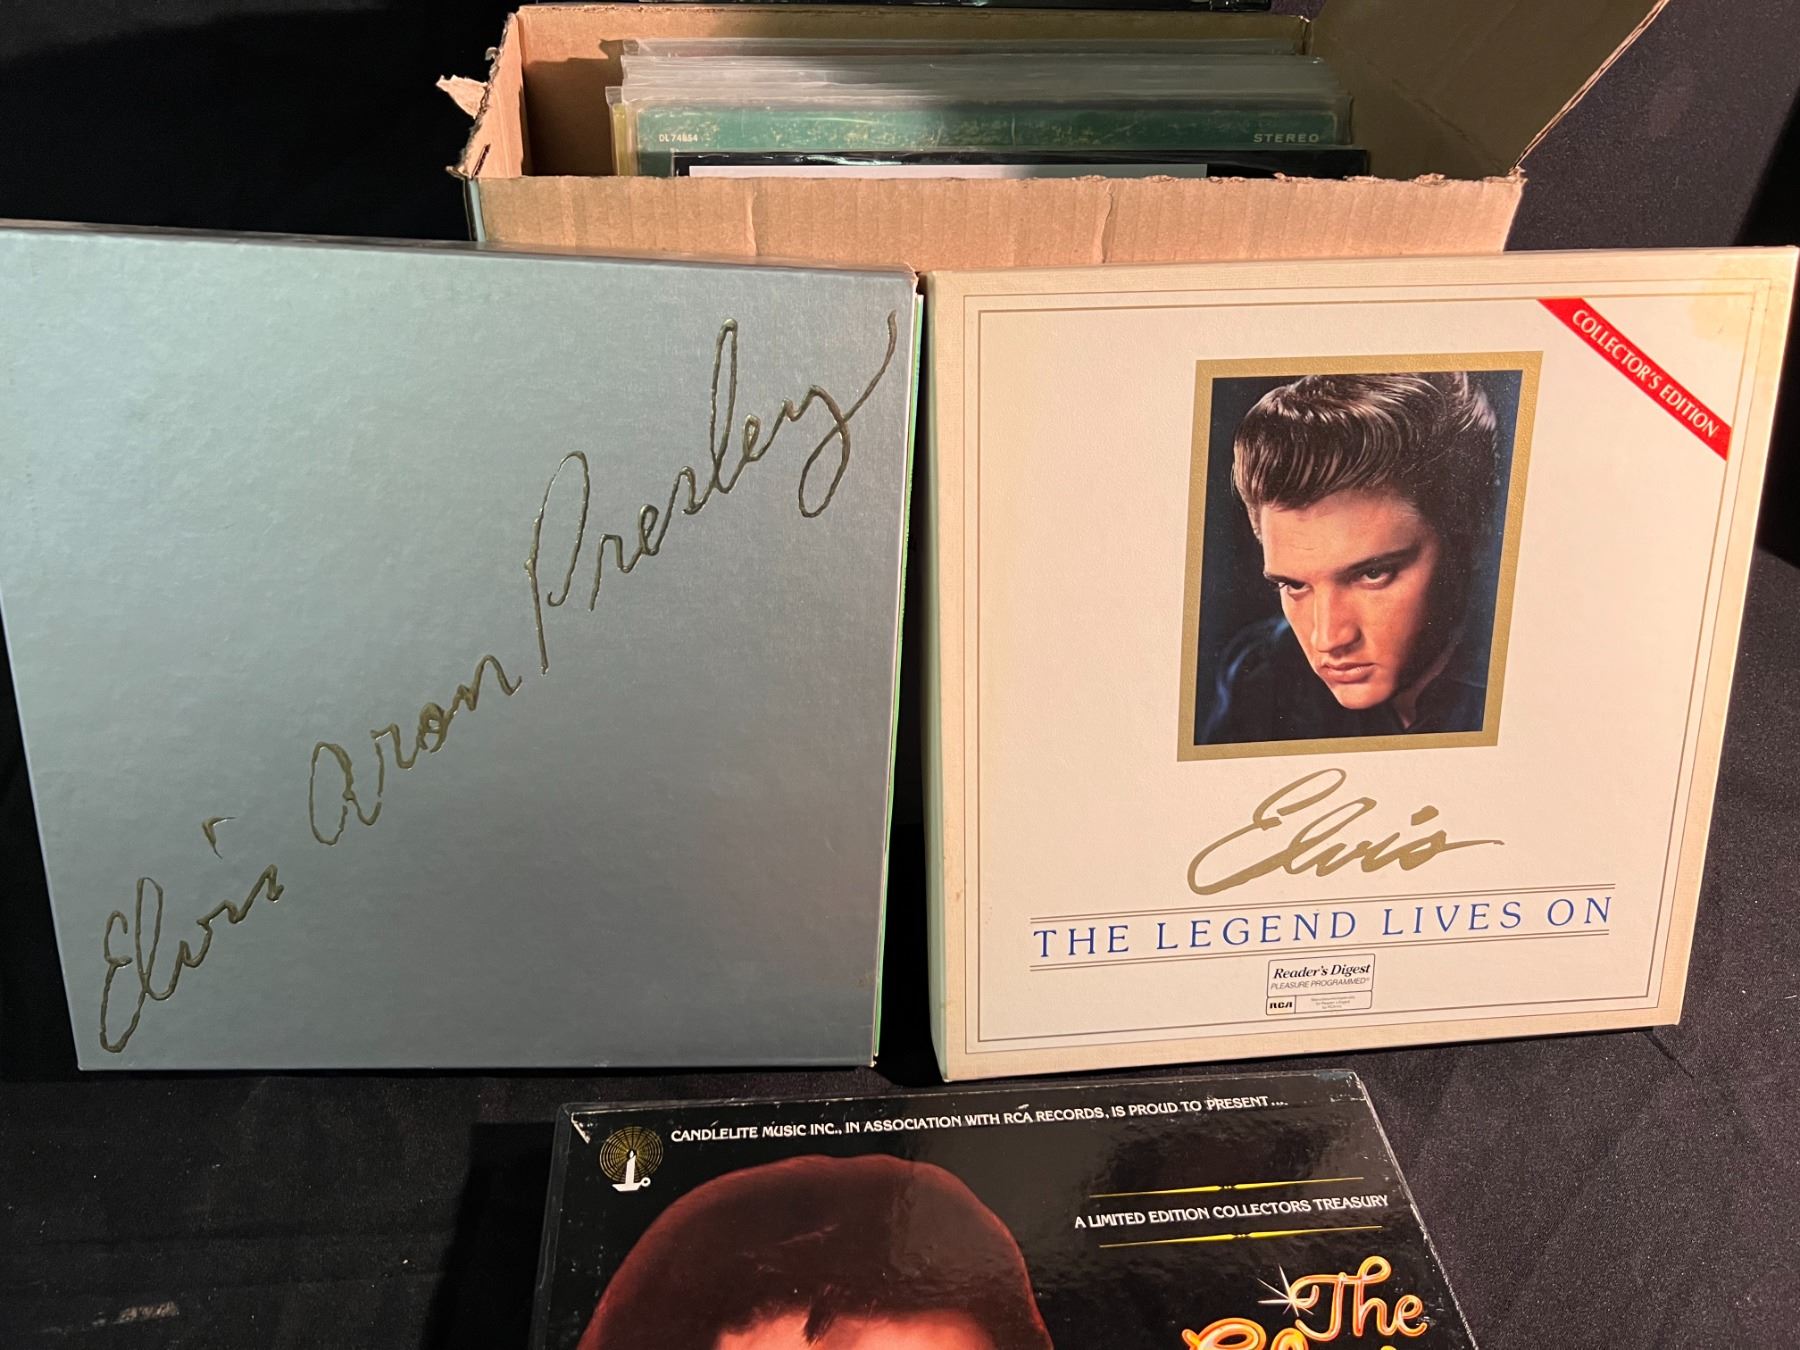 DL 74854
STEREO
Elvis Aron Presley
COLLECTOR'S EDITION
Elvis
THE LEGEND LIVES ON
Reader's Digest
PLEASURE PROGRAMMED®
RCA
CANDLELITE MUSIC INC., IN ASSOCIATION WITH RCA RECORDS, IS PROUD TO PRESENT....
A LIMITED EDITION COLLECTORS TREASURY
The